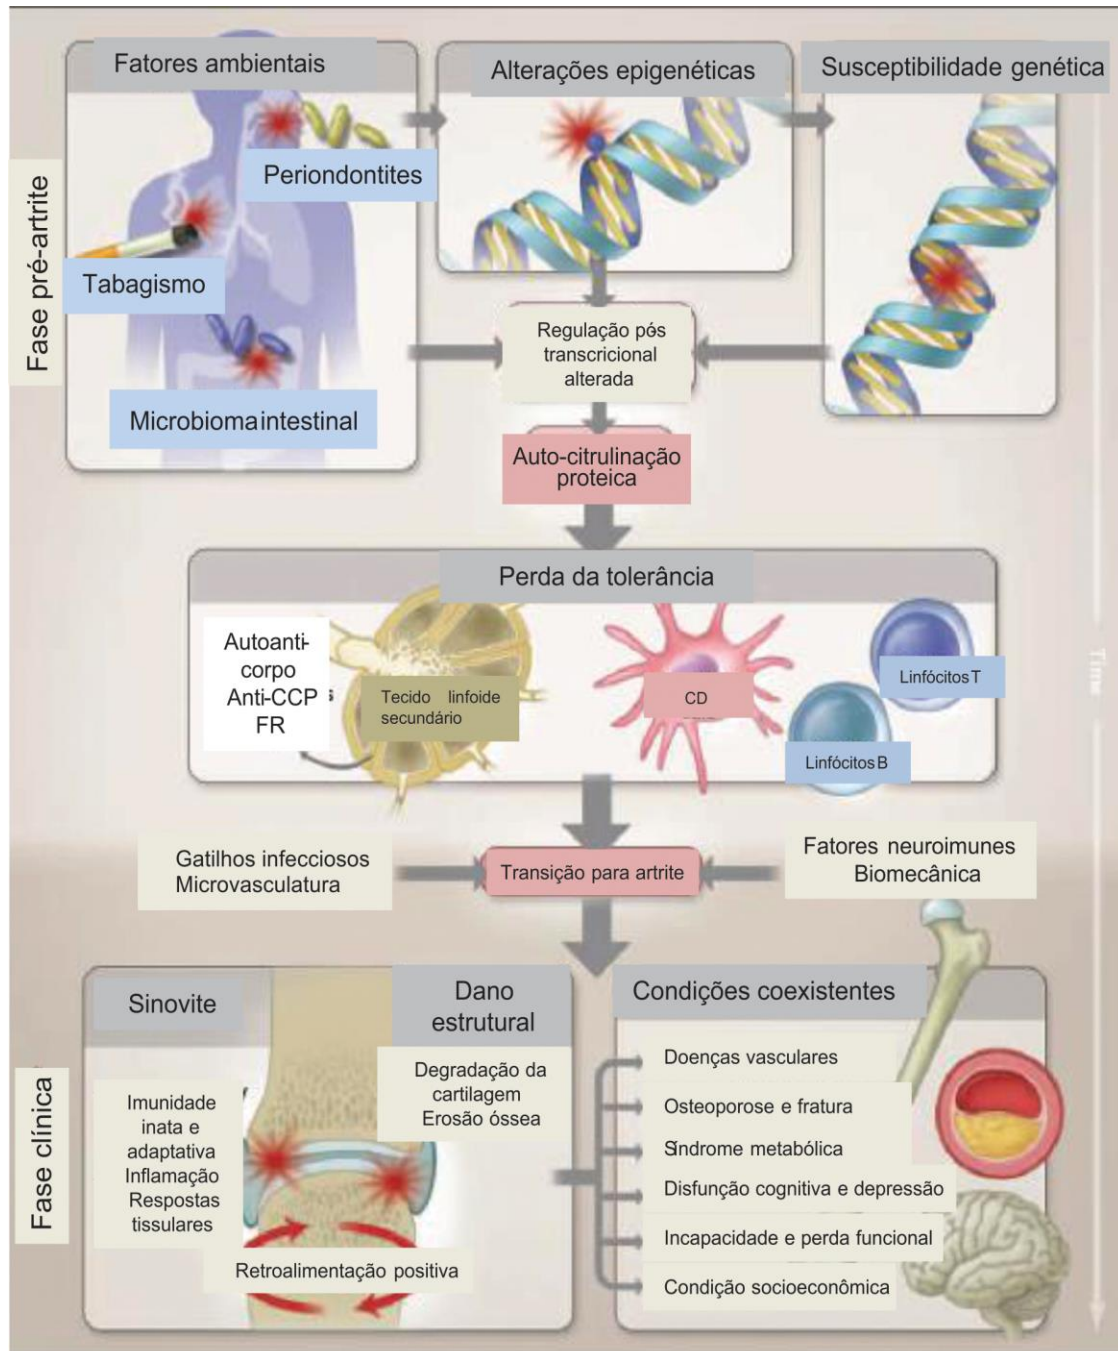 Fatores ambientais
Alterações epigenéticas
Susceptibilidade genética
Fase pré-artrite
Periondontites
Tabagismo
Microbioma intestinal
Regulação pós
transcricional
alterada
Auto-citrulinação
proteica
Perda da tolerância
Autoanti-
corpo
Anti-CCP
FR
Tecido linfoide
secundário
CD
Linfócitos T
Linfócitos B
Time
Gatilhos infecciosos
Microvasculatura
Transição para artrite
Fatores neuroimunes
Biomecânica
Fase clínica
Sinovite
Dano
estrutural
Imunidade
inata e
adaptativa
Inflamação
Respostas
tissulares
Degradação da
cartilagem
Erosão óssea
Retroalimentação positiva
Condições coexistentes
Doenças vasculares
Osteoporose e fratura
Síndrome metabólica
Disfunção cognitiva e depressão
Incapacidade e perda funcional
Condição socioeconômica